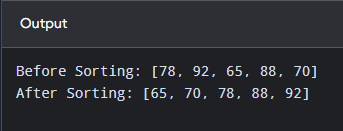 Output
Before Sorting: [78, 92, 65, 88, 70]
After Sorting: [65, 70, 78, 88, 92]